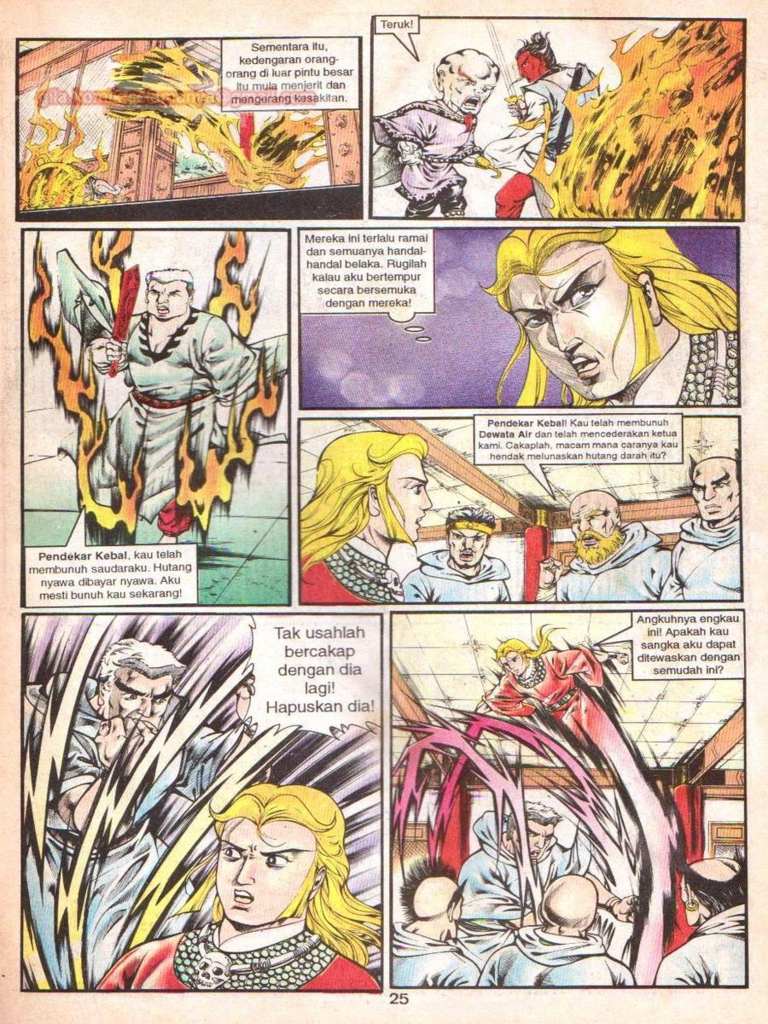 Sementara itu,
kedengaran orang-
orang di luar pintu besar
itu mula menjerit dan
mengerang kesakitan.
Teruk!
Mereka ini terlalu ramai
dan semuanya handal-
handal belaka. Rugilah
kalau aku bertempur
secara bersemuka
dengan mereka!
Pendekar Kebal, kau telah
membunuh saudaraku. Hutang
nyawa dibayar nyawa. Aku
mesti bunuh kau sekarang!
Pendekar Kebal! Kau telah membunuh
Dewata Air dan telah mencederakan ketua
kami. Cakaplah, macam mana caranya kau
hendak melunaskan hutang darah itu?
Tak usahlah
bercakap
dengan dia
lagi!
Hapuskan dia!
Angkuhnya engkau
ini! Apakah kau
sangka aku dapat
ditewaskan dengan
semudah ini?
25